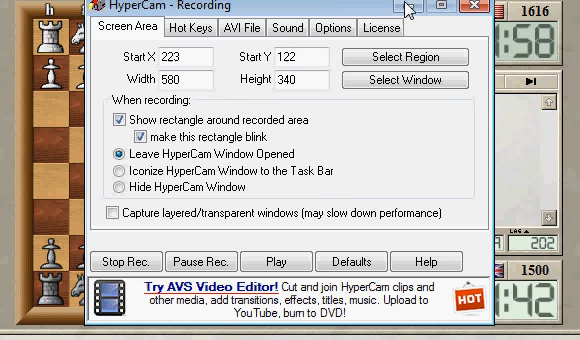 HyperCam - Recording
Screen Area Hot Keys AVI File Sound Options License
Start X 223 Start Y 122 Select Region
Width 580 Height 340 Select Window
When recording:
Show rectangle around recorded area
make this rectangle blink
Leave HyperCam Window Opened
Iconize HyperCam Window to the Task Bar
Hide HyperCam Window
Capture layered/transparent windows (may slow down performance)
Stop Rec. Pause Rec. Play Defaults Help
Try AVS Video Editor! Cut and join HyperCam clips and
other media, add transitions, effects, titles, music. Upload to
YouTube, burn to DVD!
HOT
1616
:58
LAG
202
1500
:42